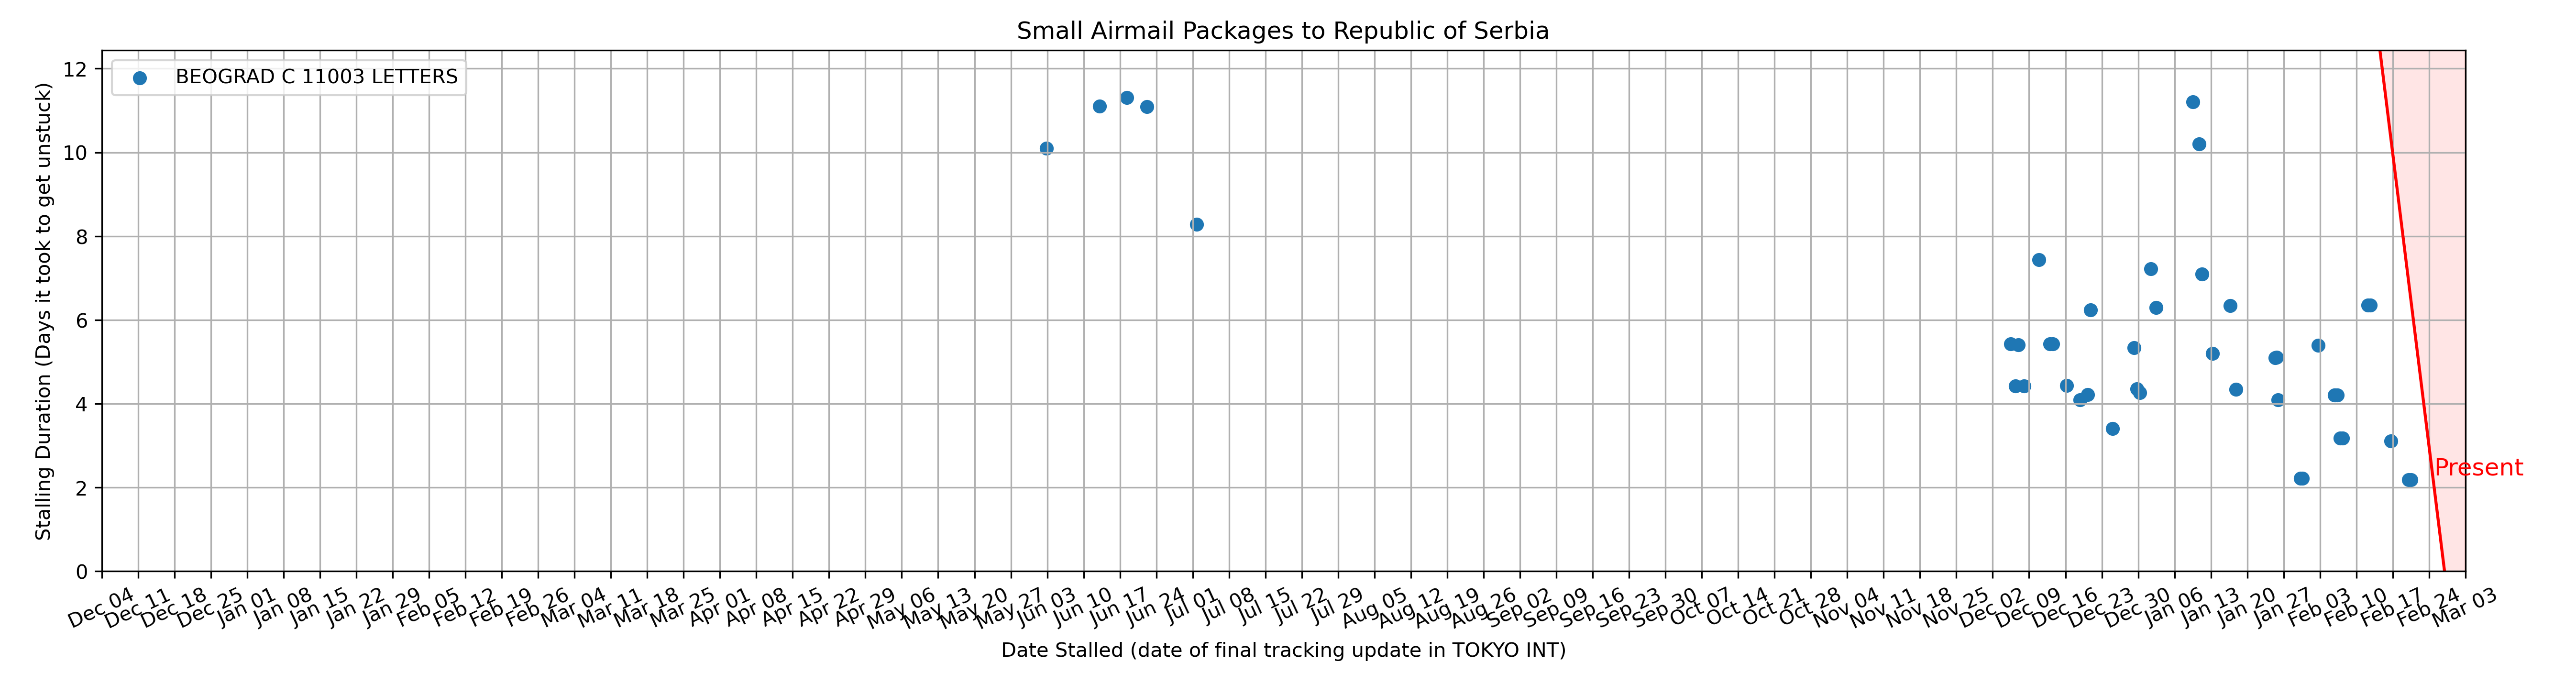 Small Airmail Packages to Republic of Serbia
BEOGRAD C 11003 LETTERS
Stalling Duration (Days it took to get unstuck)
12
10
8
6
4
2
0
Present
Dec 04 Dec 11 Dec 18 Dec 25 Jan 01 Jan 08 Jan 15 Jan 22 Jan 29 Feb 05 Feb 12 Feb 19 Feb 26 Mar 04 Mar 11 Mar 18 Mar 25 Apr 01 Apr 08 Apr 15 Apr 22 Apr 29 May 06 May 13 May 20 May 27 Jun 03 Jun 10 Jun 17 Jun 24 Jul 01 Jul 08 Jul 15 Jul 22 Jul 29 Aug 05 Aug 12 Aug 19 Aug 26 Sep 02 Sep 09 Sep 16 Sep 23 Sep 30 Oct 07 Oct 14 Oct 21 Oct 28 Nov 04 Nov 11 Nov 18 Nov 25 Dec 02 Dec 09 Dec 16 Dec 23 Dec 30 Jan 06 Jan 13 Jan 20 Jan 27 Feb 03 Feb 10 Feb 17 Feb 24 Mar 03
Date Stalled (date of final tracking update in TOKYO INT)